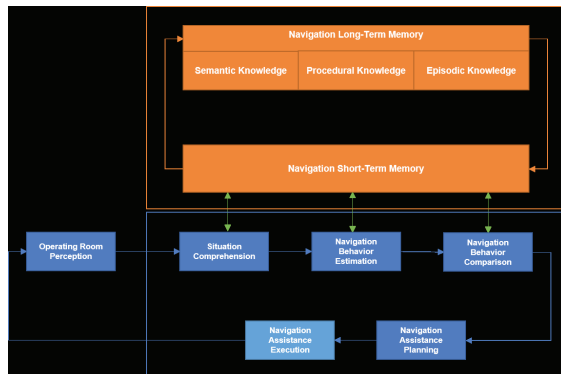 Navigation Long-Term Memory
Semantic Knowledge
Procedural Knowledge
Episodic Knowledge
Navigation Short-Term Memory
Operating Room
Perception
Situation
Comprehension
Navigation
Behavior
Estimation
Navigation
Behavior
Comparison
Navigation
Assistance
Execution
Navigation
Assistance
Planning